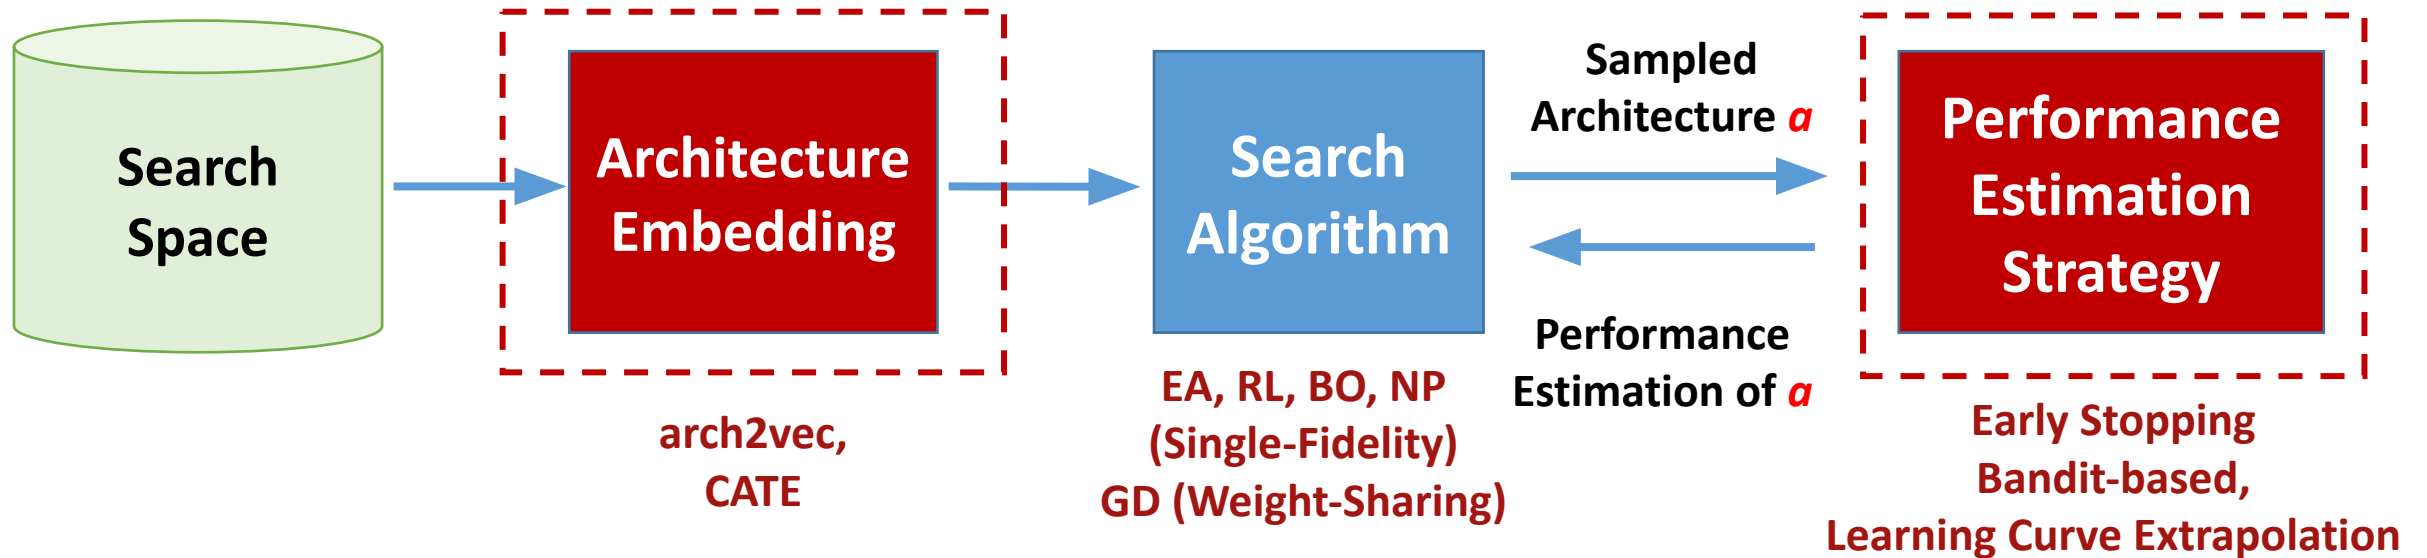 Search
Space
Architecture
Embedding
arch2vec,
CATE
Search
Algorithm
EA, RL, BO, NP
(Single-Fidelity)
GD (Weight-Sharing)
Sampled
Architecture a
Performance
Estimation of a
Performance
Estimation
Strategy
Early Stopping
Bandit-based,
Learning Curve Extrapolation